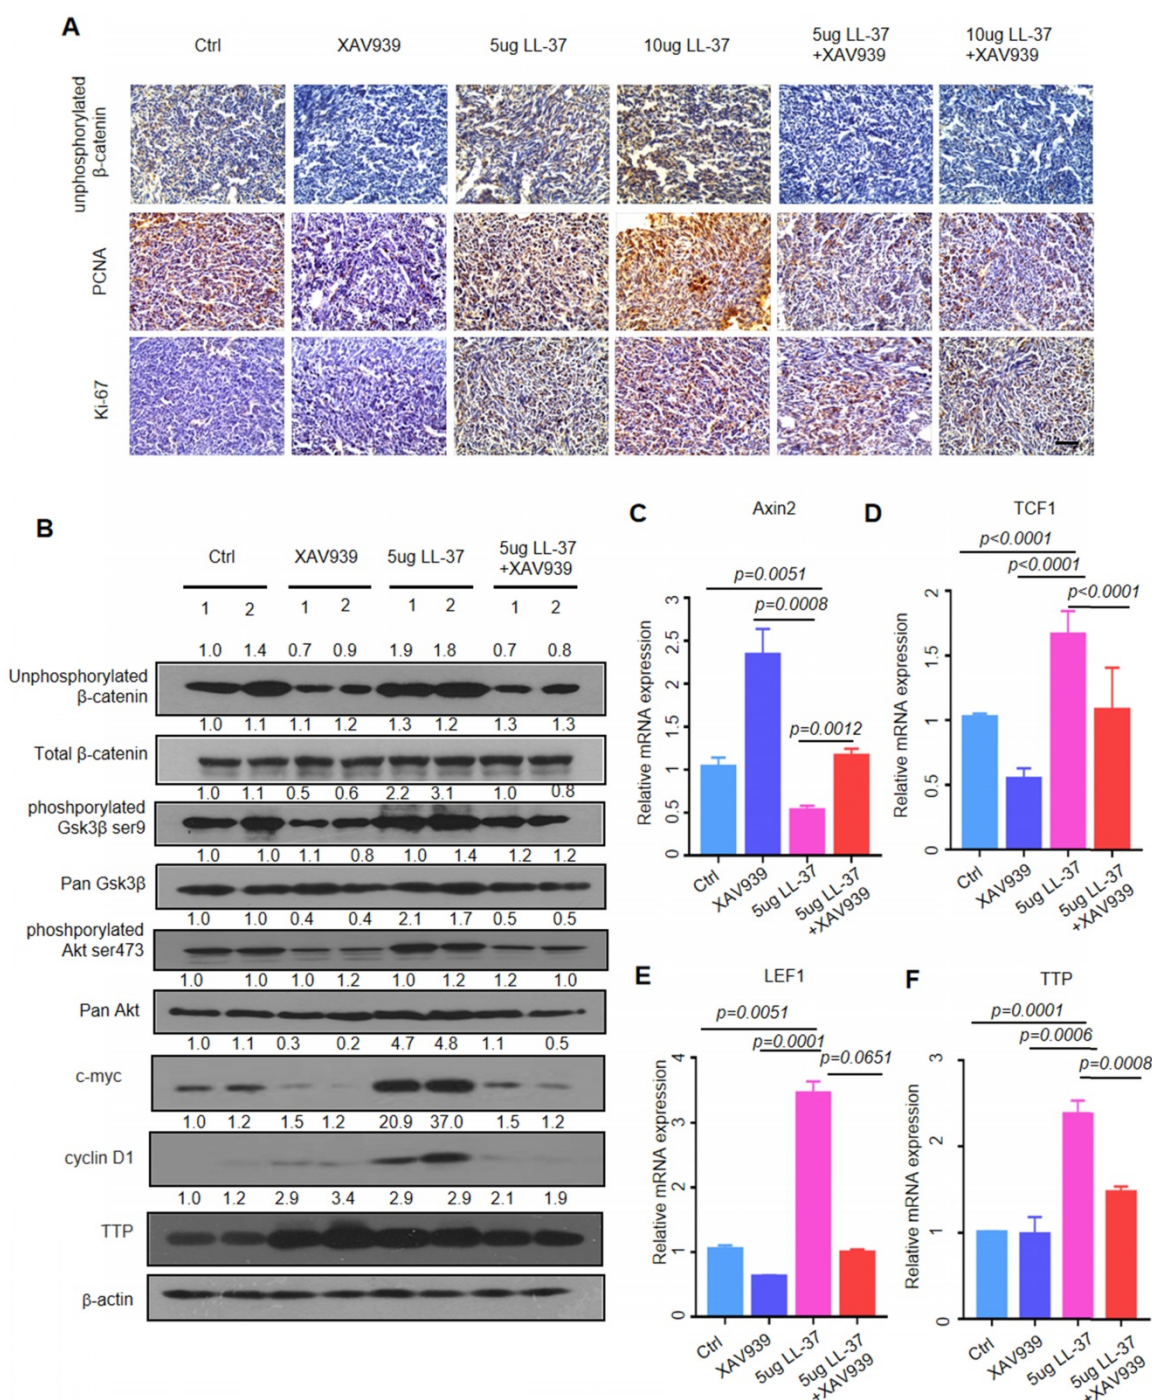 A
Ctrl
XAV939
5ug LL-37
10ug LL-37
5ug LL-37
+XAV939
10ug LL-37
+XAV939
unphosphorylated
β-catenin
PCNA
Ki-67
B
Ctrl
XAV939
5ug LL-37
5ug LL-37
+XAV939
1 2 1 2 1 2 1 2
1.0 1.4 0.7 0.9 1.9 1.8 0.7 0.8
Unphosphorylated
β-catenin
1.0 1.1 1.1 1.2 1.3 1.2 1.3 1.3
Total β-catenin
1.0 1.1 0.5 0.6 2.2 3.1 1.0 0.8
phoshporylated
Gsk3β ser9
1.0 1.0 1.1 0.8 1.0 1.4 1.2 1.2
Pan Gsk3β
1.0 1.0 0.4 0.4 2.1 1.7 0.5 0.5
phoshporylated
Akt ser473
1.0 1.0 1.0 1.2 1.0 1.2 1.2 1.0
Pan Akt
1.0 1.1 0.3 0.2 4.7 4.8 1.1 0.5
c-myc
1.0 1.2 1.5 1.2 20.9 37.0 1.5 1.2
cyclin D1
1.0 1.2 2.9 3.4 2.9 2.9 2.1 1.9
TTP
β-actin
C
Axin2
p=0.0051
p=0.0008
p=0.0012
Relative mRNA expression
3
2.5
2
1.5
1
0.5
0
Ctrl
XAV939
5ug LL-37
5ug LL-37
+XAV939
D
TCF1
p<0.0001
p<0.0001
p<0.0001
Relative mRNA expression
2
1.5
1
0.5
0
Ctrl
XAV939
5ug LL-37
5ug LL-37
+XAV939
E
LEF1
p=0.0051
p=0.0001
p=0.0651
Relative mRNA expression
4
3
2
1
0
Ctrl
XAV939
5ug LL-37
5ug LL-37
+XAV939
F
TTP
p=0.0001
p=0.0006
p=0.0008
Relative mRNA expression
3
2
1
0
Ctrl
XAV939
5ug LL-37
5ug LL-37
+XAV939